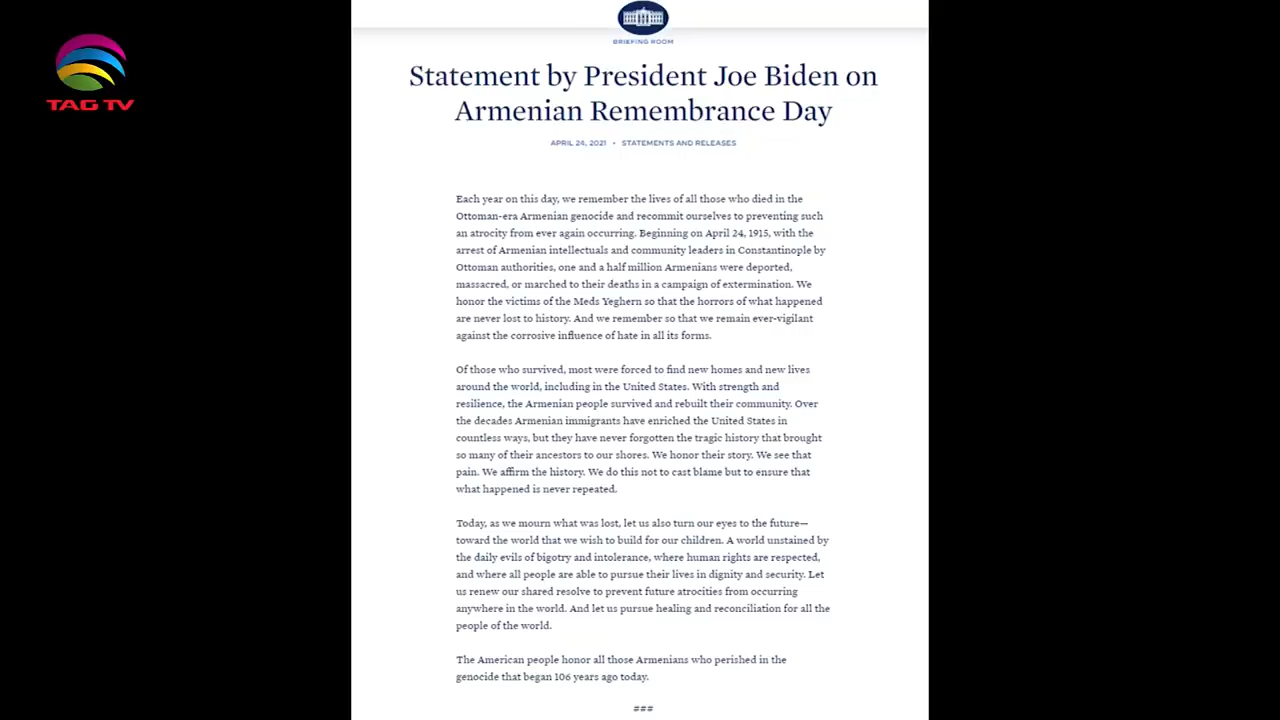 TAG TV
BRIEFING ROOM
Statement by President Joe Biden on
Armenian Remembrance Day
APRIL 24, 2021 • STATEMENTS AND RELEASES
Each year on this day, we remember the lives of all those who died in the
Ottoman-era Armenian genocide and recommit ourselves to preventing such
an atrocity from ever again occurring. Beginning on April 24, 1915, with the
arrest of Armenian intellectuals and community leaders in Constantinople by
Ottoman authorities, one and a half million Armenians were deported,
massacred, or marched to their deaths in a campaign of extermination. We
honor the victims of the Meds Yeghern so that the horrors of what happened
are never lost to history. And we remember so that we remain ever-vigilant
against the corrosive influence of hate in all its forms.
Of those who survived, most were forced to find new homes and new lives
around the world, including in the United States. With strength and
resilience, the Armenian people survived and rebuilt their community. Over
the decades Armenian immigrants have enriched the United States in
countless ways, but they have never forgotten the tragic history that brought
so many of their ancestors to our shores. We honor their story. We see that
pain. We affirm the history. We do this not to cast blame but to ensure that
what happened is never repeated.
Today, as we mourn what was lost, let us also turn our eyes to the future—
toward the world that we wish to build for our children. A world unstained by
the daily evils of bigotry and intolerance, where human rights are respected,
and where all people are able to pursue their lives in dignity and security. Let
us renew our shared resolve to prevent future atrocities from occurring
anywhere in the world. And let us pursue healing and reconciliation for all the
people of the world.
The American people honor all those Armenians who perished in the
genocide that began 106 years ago today.
###